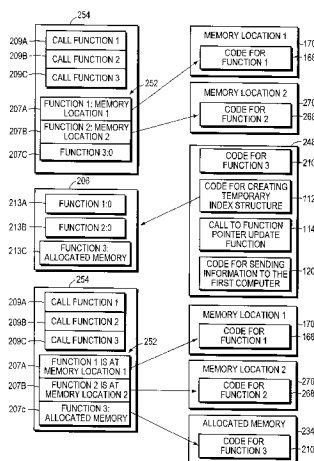 254
209A
CALL FUNCTION 1
209B
CALL FUNCTION 2
209C
CALL FUNCTION 3
252
207A
FUNCTION 1: MEMORY
LOCATION 1
207B
FUNCTION 2: MEMORY
LOCATION 2
207C
FUNCTION 3:0
MEMORY LOCATION 1
170
CODE FOR
FUNCTION 1
168
MEMORY LOCATION 2
270
CODE FOR
FUNCTION 2
268
248
CODE FOR
FUNCTION 3
210
CODE FOR CREATING
TEMPORARY
INDEX STRUCTURE
112
CALL TO FUNCTION
POINTER UPDATE
FUNCTION
114
CODE FOR SENDING
INFORMATION TO THE
FIRST COMPUTER
120
206
213A
FUNCTION 1:0
213B
FUNCTION 2:0
213C
FUNCTION 3:
ALLOCATED MEMORY
254
209A
CALL FUNCTION 1
209B
CALL FUNCTION 2
209C
CALL FUNCTION 3
252
207A
FUNCTION 1 IS AT
MEMORY LOCATION 1
207B
FUNCTION 2 IS AT
MEMORY LOCATION 2
207c
FUNCTION 3:
ALLOCATED MEMORY
MEMORY LOCATION 1
170
CODE FOR
FUNCTION 1
168
MEMORY LOCATION 2
270
CODE FOR
FUNCTION 2
268
ALLOCATED MEMORY
234
CODE FOR
FUNCTION 3
210